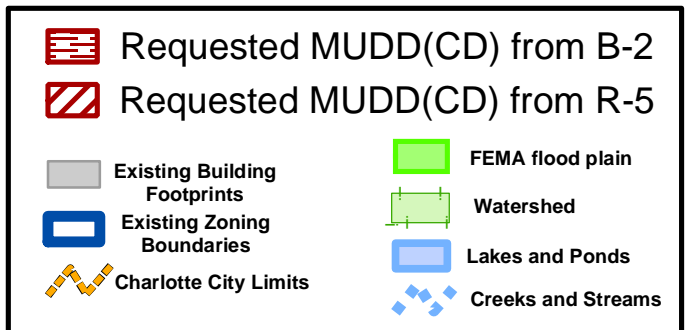 Requested MUDD(CD) from B-2
Requested MUDD(CD) from R-5
Existing Building
Footprints
Existing Zoning
Boundaries
Charlotte City Limits
FEMA flood plain
Watershed
Lakes and Ponds
Creeks and Streams